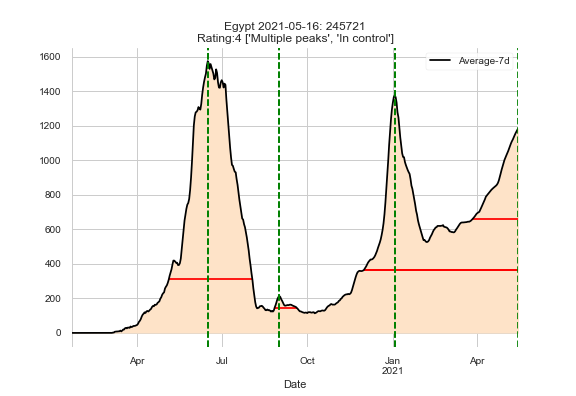 Egypt 2021-05-16: 245721
Rating:4 ['Multiple peaks', 'In control']
Average-7d
1600
1400
1200
1000
800
600
400
200
0
Apr Jul Oct Jan Apr
2021
Date